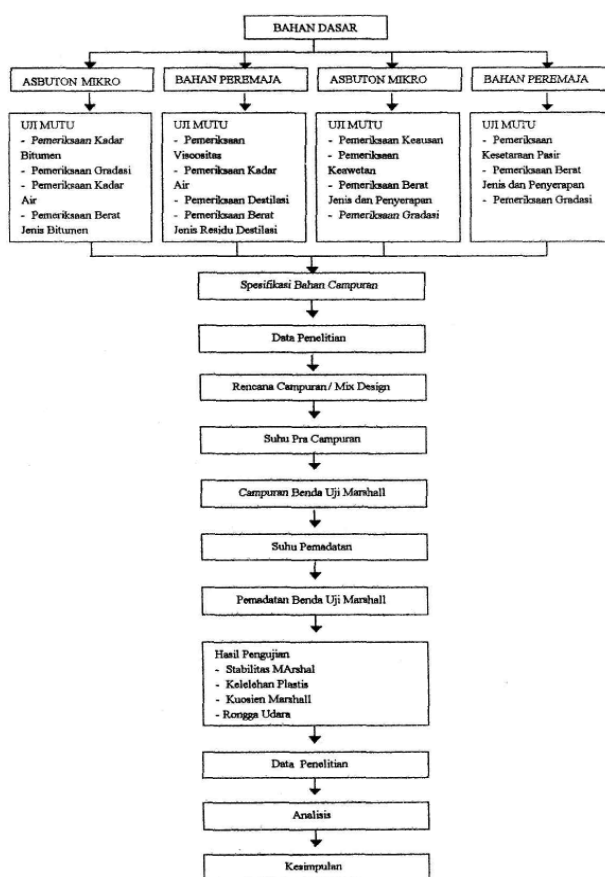 BAHAN DASAR
ASBUTON MIKRO
BAHAN PEREMAJA
ASBUTON MIKRO
BAHAN PEREMAJA
UJI MUTU
- Pemeriksaan Kadar
Bitumen
- Pemeriksaan Gradasi
- Pemeriksaan Kadar
Air
- Pemeriksaan Berat
Jenis Bitumen
UJI MUTU
- Pemeriksaan
Viscositas
- Pemeriksaan Kadar
Air
- Pemeriksaan Destilasi
- Pemeriksaan Berat
Jenis Residu Destilasi
UJI MUTU
- Pemeriksaan Keausan
- Pemeriksaan
Keawetan
- Pemeriksaan Berat
Jenis dan Penyerapan
- Pemeriksaan Gradasi
UJI MUTU
- Pemeriksaan
Kesetaraan Pasir
- Pemeriksaan Berat
Jenis dan Penyerapan
- Pemeriksaan Gradasi
Spesifikasi Bahan Campuran
Data Penelitian
Rencana Campuran/ Mix Design
Suhu Pra Campuran
Campuran Benda Uji Marshall
Suhu Pemadatan
Pemadatan Benda Uji Marshall
Hasil Pengujian
- Stabilitas MArshal
- Kelelehan Plastis
- Kuosien Marshall
- Rongga Udara
Data Penelitian
Analisis
Kesimpulan